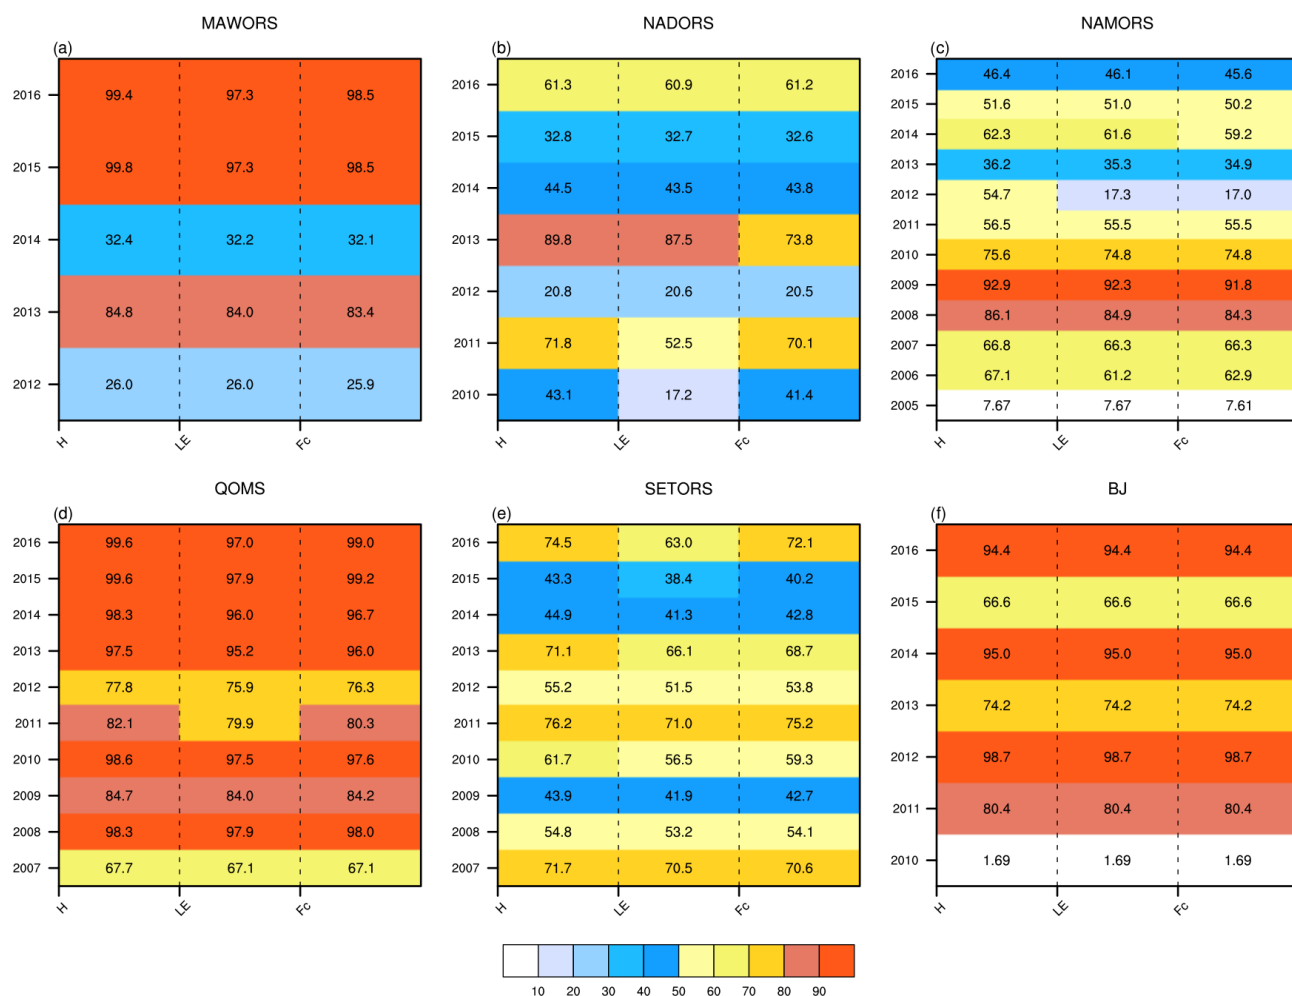 MAWORS
(a)
2016 99.4 97.3 98.5
2015 99.8 97.3 98.5
2014 32.4 32.2 32.1
2013 84.8 84.0 83.4
2012 26.0 26.0 25.9
H LE Fc
NADORS
(b)
2016 61.3 60.9 61.2
2015 32.8 32.7 32.6
2014 44.5 43.5 43.8
2013 89.8 87.5 73.8
2012 20.8 20.6 20.5
2011 71.8 52.5 70.1
2010 43.1 17.2 41.4
H LE Fc
NAMORS
(c)
2016 46.4 46.1 45.6
2015 51.6 51.0 50.2
2014 62.3 61.6 59.2
2013 36.2 35.3 34.9
2012 54.7 17.3 17.0
2011 56.5 55.5 55.5
2010 75.6 74.8 74.8
2009 92.9 92.3 91.8
2008 86.1 84.9 84.3
2007 66.8 66.3 66.3
2006 67.1 61.2 62.9
2005 7.67 7.67 7.61
H LE Fc
QOMS
(d)
2016 99.6 97.0 99.0
2015 99.6 97.9 99.2
2014 98.3 96.0 96.7
2013 97.5 95.2 96.0
2012 77.8 75.9 76.3
2011 82.1 79.9 80.3
2010 98.6 97.5 97.6
2009 84.7 84.0 84.2
2008 98.3 97.9 98.0
2007 67.7 67.1 67.1
H LE Fc
SETORS
(e)
2016 74.5 63.0 72.1
2015 43.3 38.4 40.2
2014 44.9 41.3 42.8
2013 71.1 66.1 68.7
2012 55.2 51.5 53.8
2011 76.2 71.0 75.2
2010 61.7 56.5 59.3
2009 43.9 41.9 42.7
2008 54.8 53.2 54.1
2007 71.7 70.5 70.6
H LE Fc
BJ
(f)
2016 94.4 94.4 94.4
2015 66.6 66.6 66.6
2014 95.0 95.0 95.0
2013 74.2 74.2 74.2
2012 98.7 98.7 98.7
2011 80.4 80.4 80.4
2010 1.69 1.69 1.69
H LE Fc
10 20 30 40 50 60 70 80 90